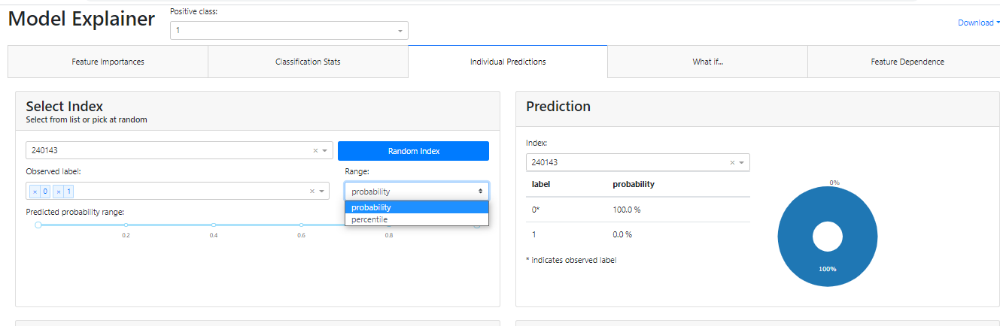 Model Explainer
Positive class:
1
Download
Feature Importances
Classification Stats
Individual Predictions
What if...
Feature Dependence
Select Index
Select from list or pick at random
240143
×
Random Index
Observed label:
× 0 × 1
×
Range:
probability
probability
percentile
Predicted probability range:
0.2 0.4 0.6 0.8
Prediction
Index:
240143
×
label probability
0* 100.0 %
1 0.0 %
* indicates observed label
0%
100%